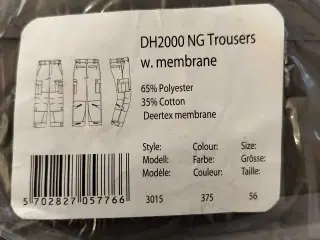 DH2000 NG Trousers
w. membrane
65% Polyester
35% Cotton
Deertex membrane
Style: Colour: Size:
Modell: Farbe: Grösse:
Modèle: Couleur: Taille:
3015 375 56
5 702827 057766